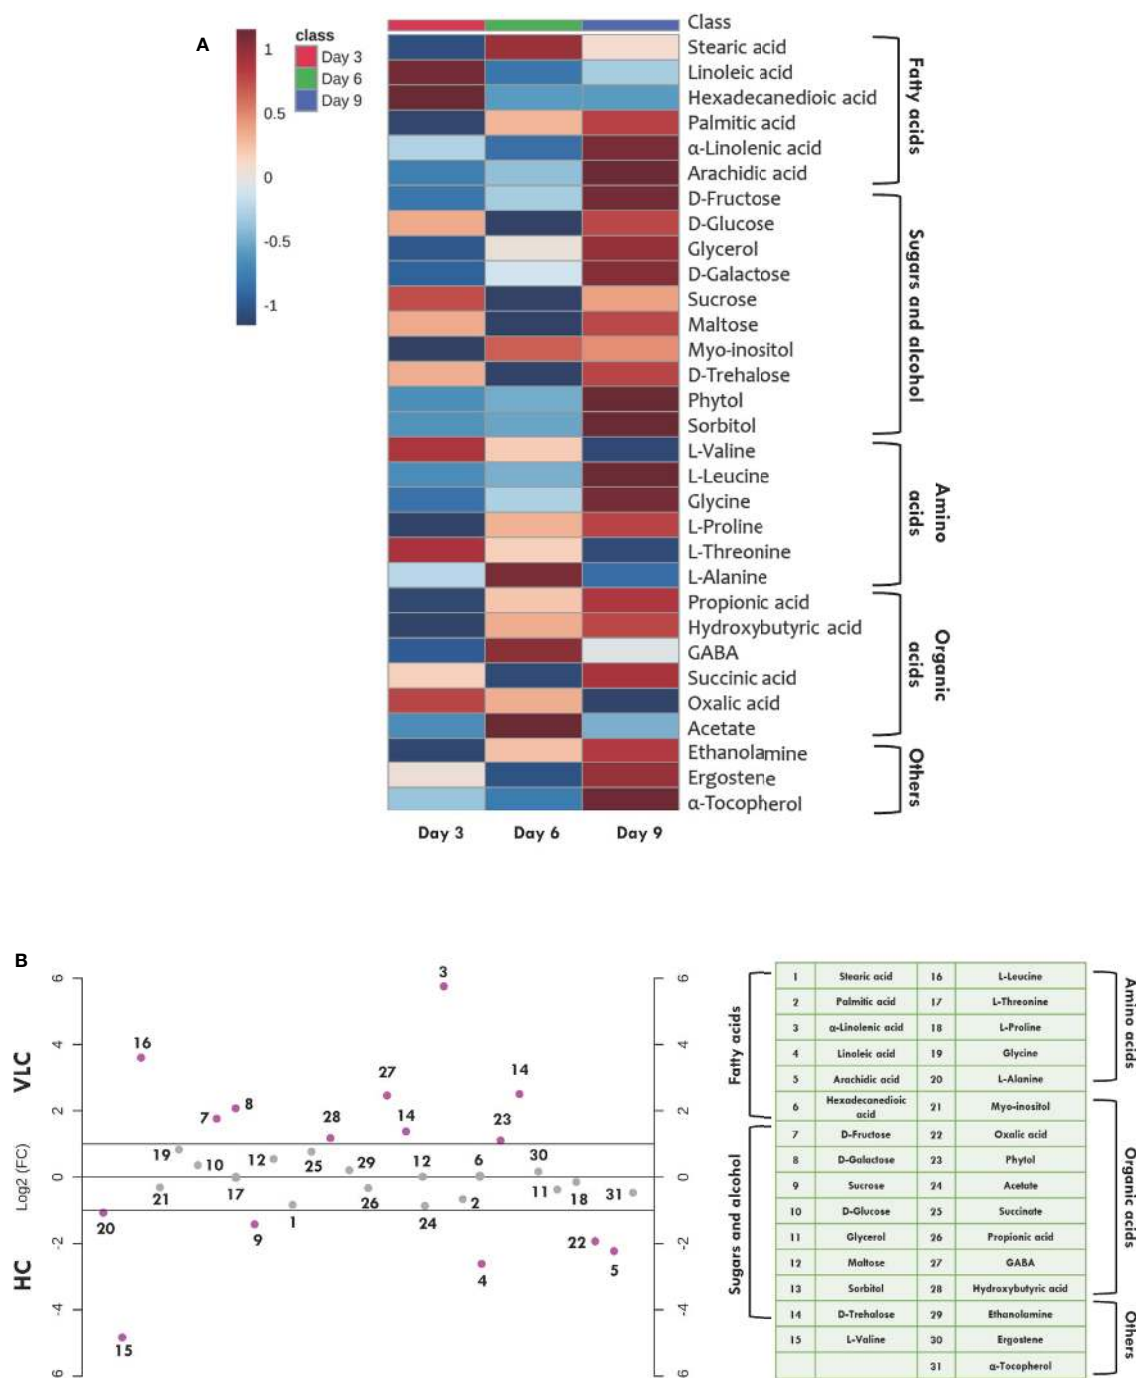 A
1
0.5
0
-0.5
-1
class
Day 3
Day 6
Day 9
Class
Stearic acid
Linoleic acid
Hexadecanedioic acid
Palmitic acid
α-Linolenic acid
Arachidic acid
D-Fructose
D-Glucose
Glycerol
D-Galactose
Sucrose
Maltose
Myo-inositol
D-Trehalose
Phytol
Sorbitol
L-Valine
L-Leucine
Glycine
L-Proline
L-Threonine
L-Alanine
Propionic acid
Hydroxybutyric acid
GABA
Succinic acid
Oxalic acid
Acetate
Ethanolamine
Ergostene
α-Tocopherol
Fatty acids
Sugars and alcohol
Amino
acids
Organic
acids
Others
Day 3 Day 6 Day 9
B
VLC
HC
Log2 (FC)
6
4
2
0
-2
-4
6
3
16
27
14
8
7
14
28
23
19
10
12
25
29
12
6
30
21
17
1
26
24
2
11
18
31
20
9
4
22
5
15
6
4
2
0
-2
-4
6
Fatty acids
Sugars and alcohol
1 Stearic acid 16 L-Leucine
2 Palmitic acid 17 L-Threonine
3 α-Linolenic acid 18 L-Proline
4 Linoleic acid 19 Glycine
5 Arachidic acid 20 L-Alanine
6 Hexadecanedioic
acid 21 Myo-inositol
7 D-Fructose 22 Oxalic acid
8 D-Galactose 23 Phytol
9 Sucrose 24 Acetate
10 D-Glucose 25 Succinate
11 Glycerol 26 Propionic acid
12 Maltose 27 GABA
13 Sorbitol 28 Hydroxybutyric acid
14 D-Trehalose 29 Ethanolamine
15 L-Valine 30 Ergostene
31 α-Tocopherol
Amino acids
Organic acids
Others